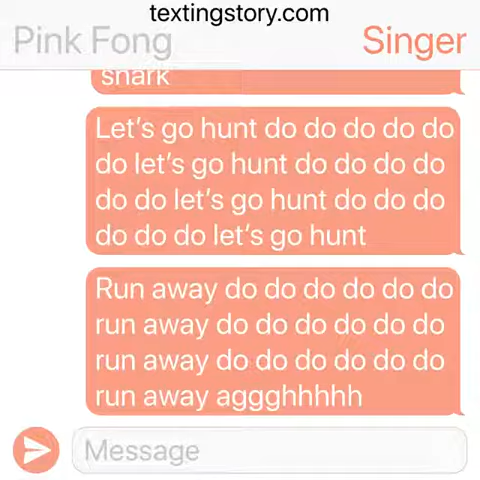 textingstory.com
Pink Fong
Singer
shark
Let's go hunt do do do do do
do let's go hunt do do do do
do do let's go hunt do do do
do do do let's go hunt
Run away do do do do do do
run away do do do do do do
run away do do do do do do
run away aggghhhhh
Message